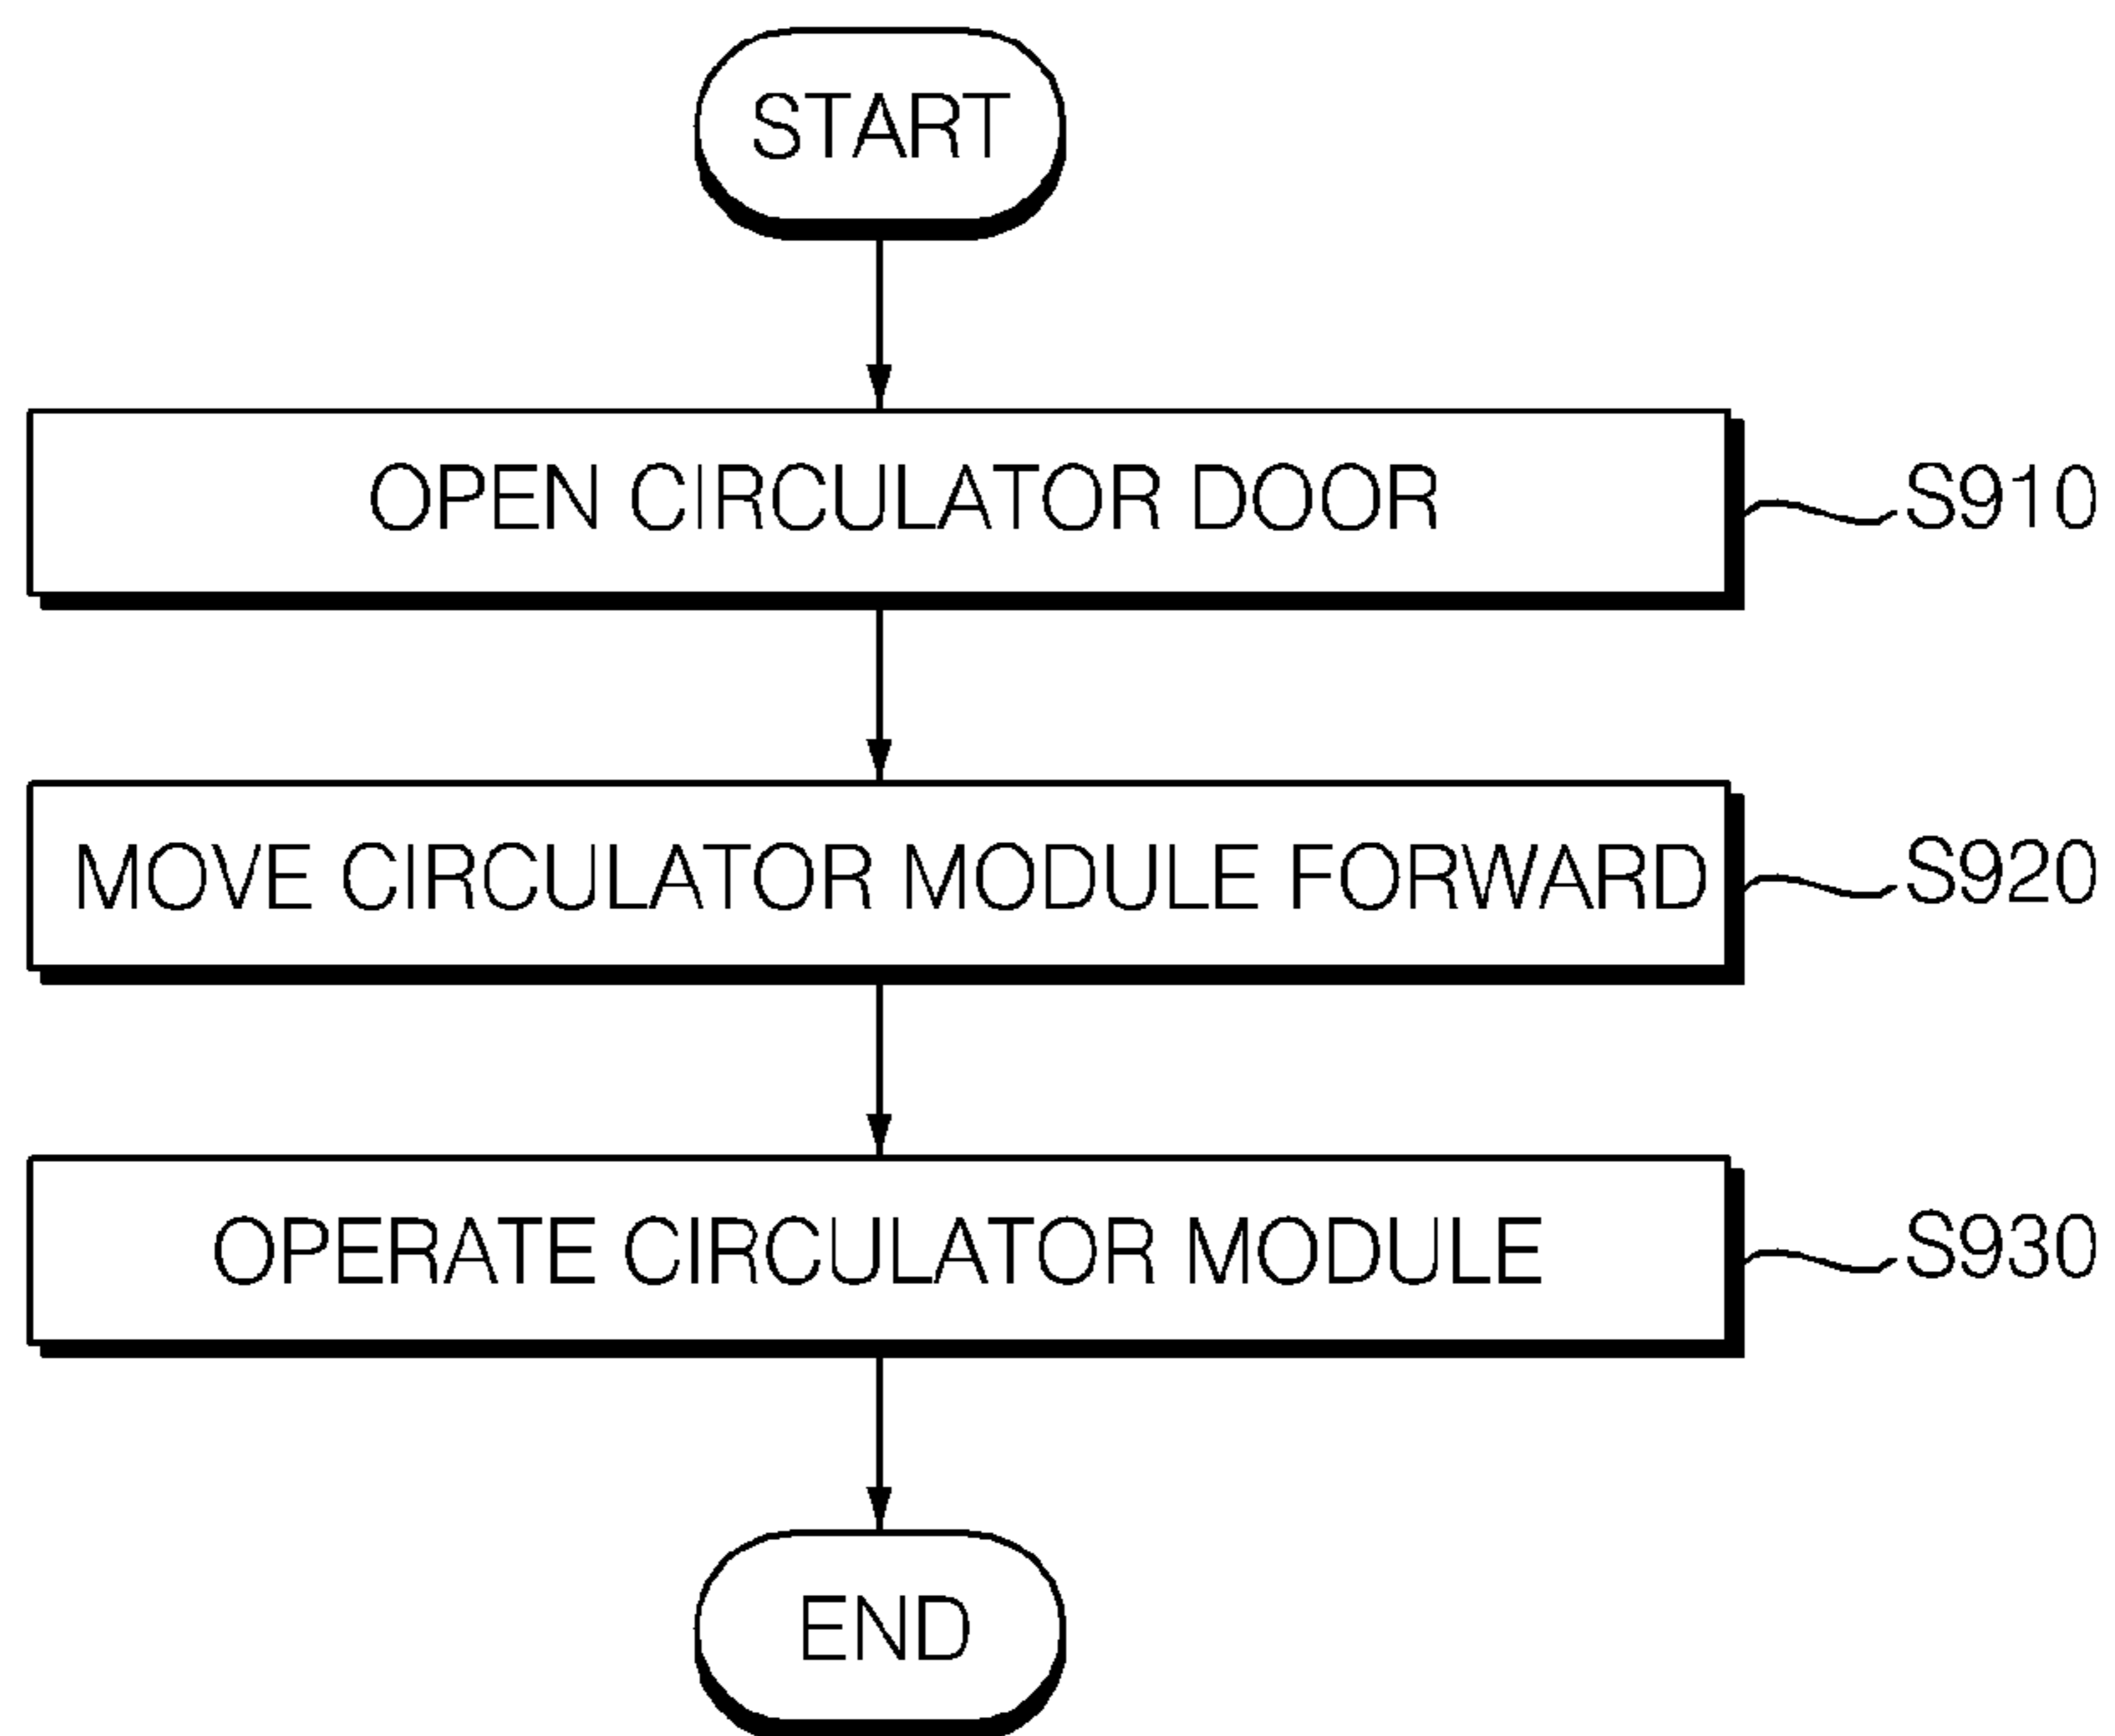 START
OPEN CIRCULATOR DOOR
S910
MOVE CIRCULATOR MODULE FORWARD
S920
OPERATE CIRCULATOR MODULE
S930
END